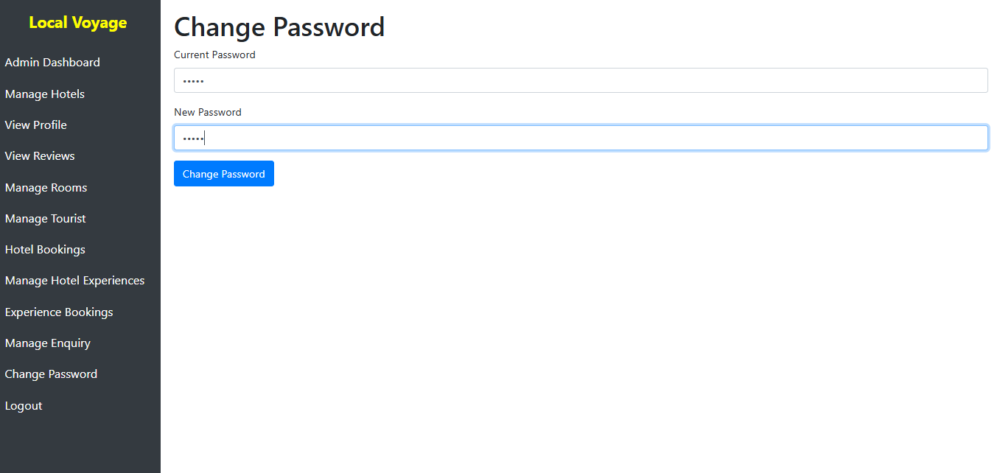 Local Voyage
Admin Dashboard
Manage Hotels
View Profile
View Reviews
Manage Rooms
Manage Tourist
Hotel Bookings
Manage Hotel Experiences
Experience Bookings
Manage Enquiry
Change Password
Logout
Change Password
Current Password
•••••
New Password
•••••
Change Password